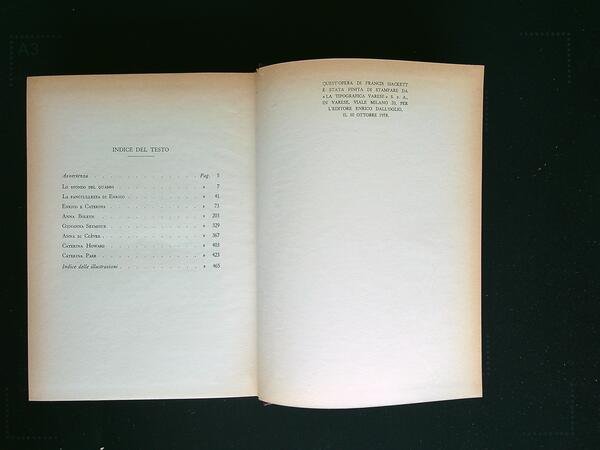 A3
INDICE DEL TESTO
Avvertenza . . . . . . . . . . Pag. 5
Lo sfondo del quadro . . . . . . . . . . » 7
La fanciullezza di Enrico . . . . . . . . . . » 41
Enrico e Caterina . . . . . . . . . . » 73
Anna Boleyn . . . . . . . . . . » 203
Giovanna Seymour . . . . . . . . . . » 329
Anna di Clèves . . . . . . . . . . » 367
Caterina Howard . . . . . . . . . . » 403
Caterina Parr . . . . . . . . . . » 423
Indice delle illustrazioni . . . . . . . . . . » 465
QUEST'OPERA DI FRANCIS HACKETT
È STATA FINITA DI STAMPARE DA
« LA TIPOGRAFICA VARESE » S. p. A.,
IN VARESE, VIALE MILANO 20, PER
L'EDITORE ENRICO DALL'OGLIO,
IL 30 OTTOBRE 1958.